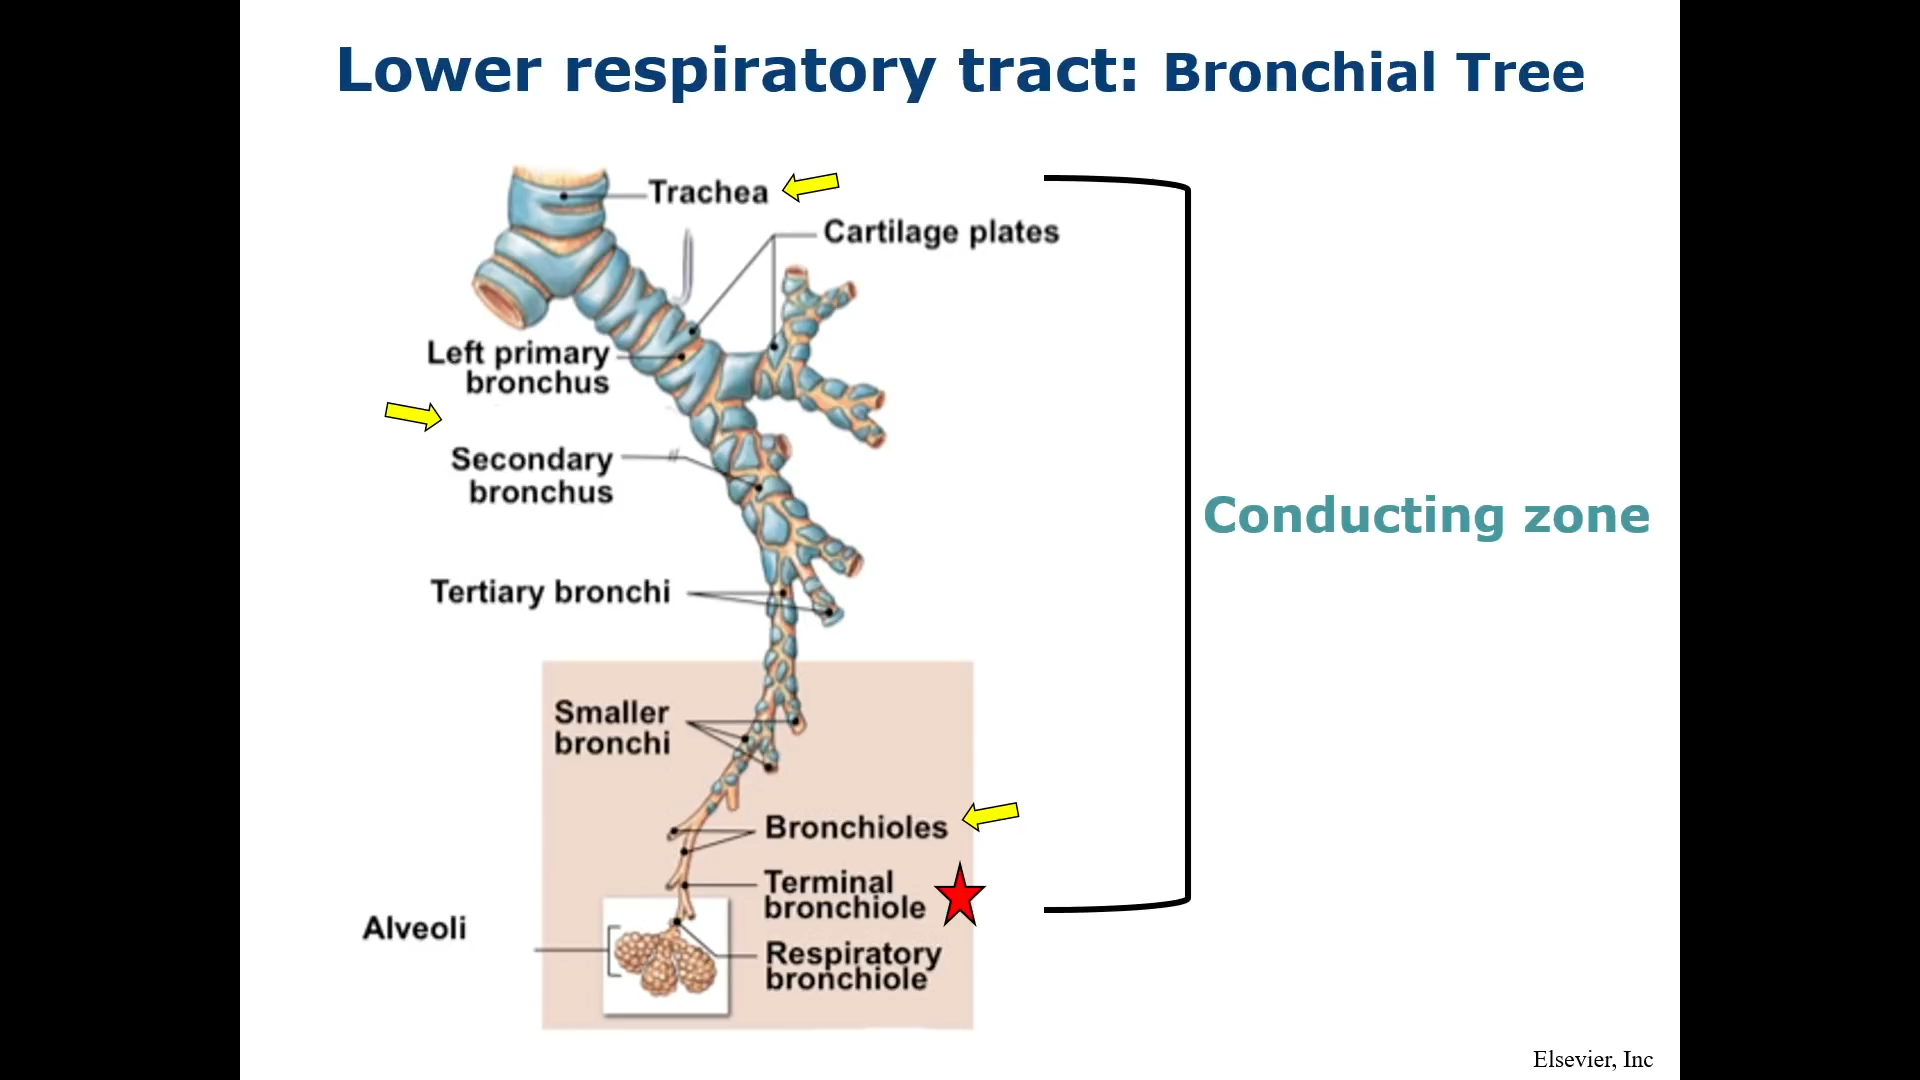 Lower respiratory tract: Bronchial Tree
Trachea
Cartilage plates
Left primary
bronchus
Secondary
bronchus
Conducting zone
Tertiary bronchi
Smaller
bronchi
Bronchioles
Terminal
bronchiole
Alveoli
Respiratory
bronchiole
Elsevier, Inc